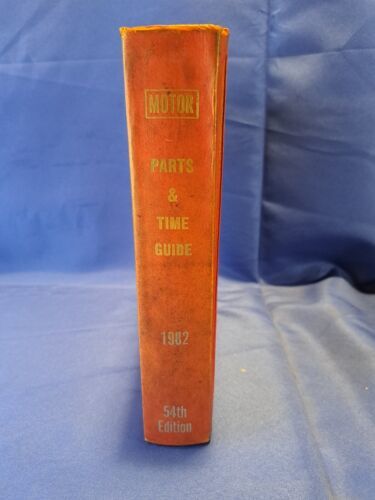 MOTOR
PARTS
&
TIME
GUIDE
1982
54th
Edition